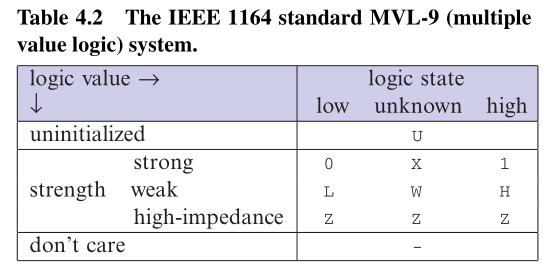 Table 4.2 The IEEE 1164 standard MVL-9 (multiple
value logic) system.
logic value → logic state
↓ low unknown high
uninitialized U
strong 0 X 1
strength weak L W H
high-impedance Z Z Z
don't care –